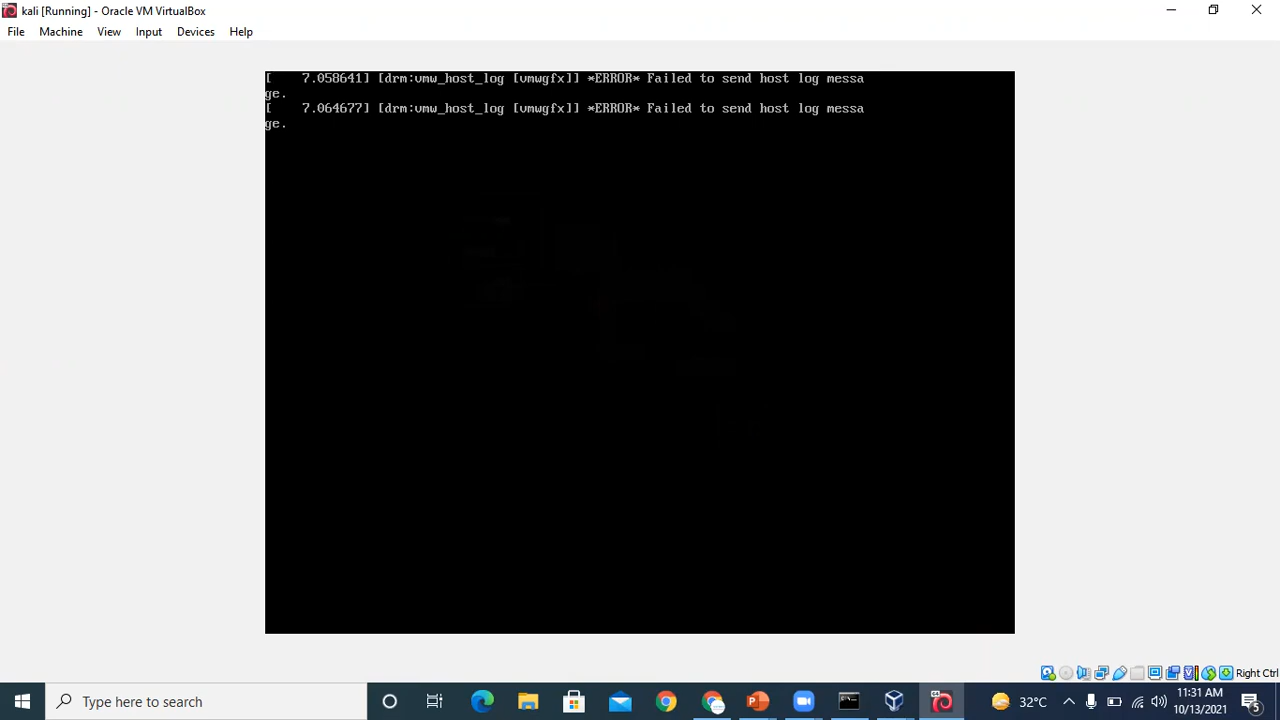 kali [Running] - Oracle VM VirtualBox
File Machine View Input Devices Help
[    7.058641] [drm:vmw_host_log [vmwgfx]] *ERROR* Failed to send host log messa
ge.
[    7.064677] [drm:vmw_host_log [vmwgfx]] *ERROR* Failed to send host log messa
ge.
Right Ctrl
Type here to search
32°C
11:31 AM
10/13/2021
5